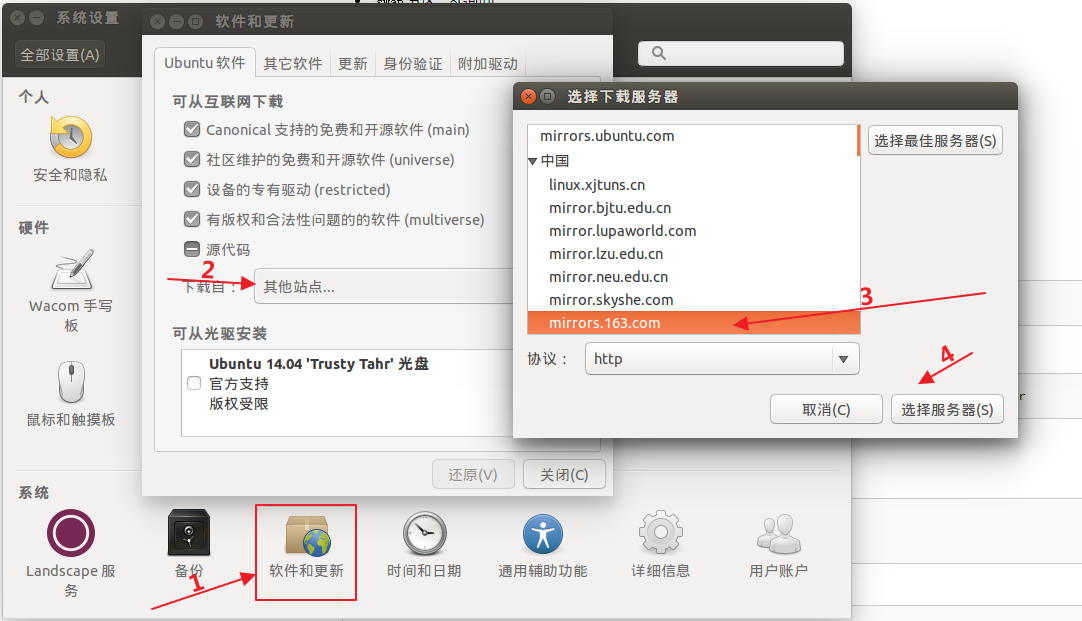 系统设置
全部设置(A)
个人
安全和隐私
硬件
Wacom 手写
板
鼠标和触摸板
系统
Landscape 服
务
备份
软件和更新
时间和日期
通用辅助功能
详细信息
用户账户
1
软件和更新
Ubuntu 软件
其它软件
更新
身份验证
附加驱动
可从互联网下载
Canonical 支持的免费和开源软件 (main)
社区维护的免费和开源软件 (universe)
设备的专有驱动 (restricted)
有版权和合法性问题的的软件 (multiverse)
源代码
2
下载自：
其他站点...
可从光驱安装
Ubuntu 14.04 'Trusty Tahr' 光盘
官方支持
版权受限
还原(V)
关闭(C)
选择下载服务器
mirrors.ubuntu.com
中国
linux.xjtuns.cn
mirror.bjtu.edu.cn
mirror.lupaworld.com
mirror.lzu.edu.cn
mirror.neu.edu.cn
mirror.skyshe.com
mirrors.163.com
选择最佳服务器(S)
3
协议：
http
4
取消(C)
选择服务器(S)